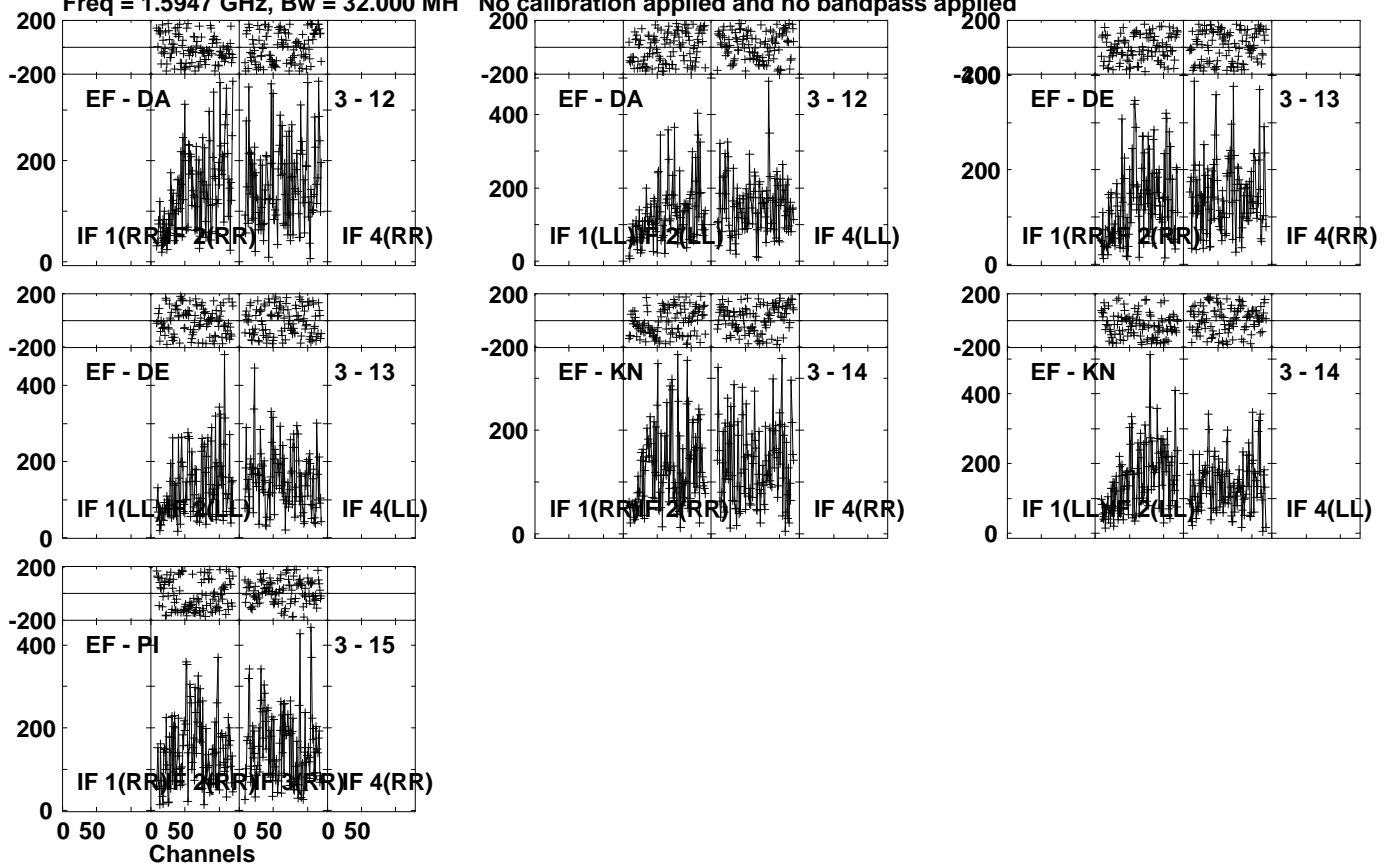 Freq = 1.5947 GHz, Bw = 32.000 MH No calibration applied and no bandpass applied
200
-200
EF - DA 3 - 12
200
0
IF 1(RR) IF 2(RR) IF 4(RR)
200
-200
EF - DA 3 - 12
400
200
0
IF 1(LL) IF 2(LL) IF 4(LL)
200
-200
400
EF - DE 3 - 13
200
0
IF 1(RR) IF 2(RR) IF 4(RR)
200
-200
EF - DE 3 - 13
400
200
0
IF 1(LL) IF 2(LL) IF 4(LL)
200
-200
EF - KN 3 - 14
200
0
IF 1(RR) IF 2(RR) IF 4(RR)
200
-200
EF - KN 3 - 14
400
200
0
IF 1(LL) IF 2(LL) IF 4(LL)
200
-200
EF - PI 3 - 15
400
200
0
IF 1(RR) IF 2(RR) IF 3(RR) IF 4(RR)
0 50 0 50 0 50 0 50
Channels